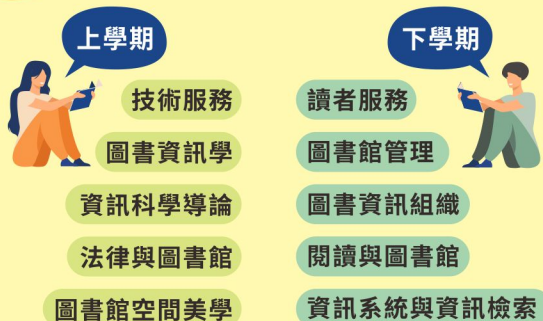 上學期
技術服務
圖書資訊學
資訊科學導論
法律與圖書館
圖書館空間美學
下學期
讀者服務
圖書館管理
圖書資訊組織
閱讀與圖書館
資訊系統與資訊檢索